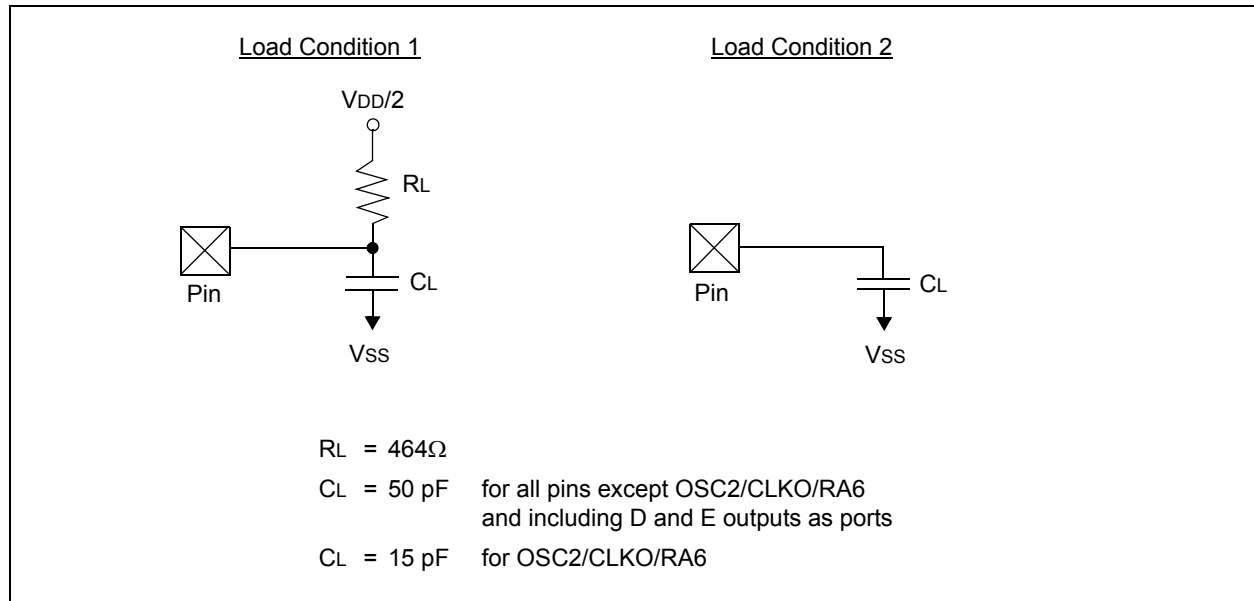 Load Condition 1
Load Condition 2
VDD/2
RL
Pin
CL
VSS
Pin
CL
VSS
RL = 464Ω
CL = 50 pF for all pins except OSC2/CLKO/RA6
and including D and E outputs as ports
CL = 15 pF for OSC2/CLKO/RA6